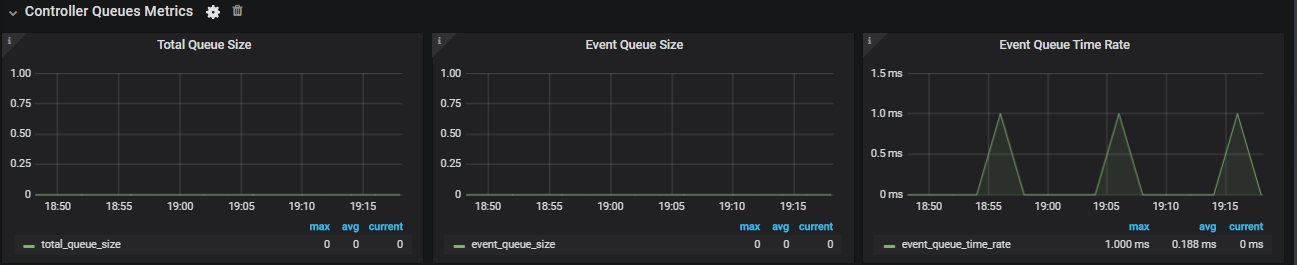 Controller Queues Metrics
i
Total Queue Size
1.00
0.75
0.50
0.25
0
18:50 18:55 19:00 19:05 19:10 19:15
max avg current
total_queue_size 0 0 0
i
Event Queue Size
1.00
0.75
0.50
0.25
0
18:50 18:55 19:00 19:05 19:10 19:15
max avg current
event_queue_size 0 0 0
i
Event Queue Time Rate
1.5 ms
1.0 ms
0.5 ms
0 ms
18:50 18:55 19:00 19:05 19:10 19:15
max avg current
event_queue_time_rate 1.000 ms 0.188 ms 0 ms